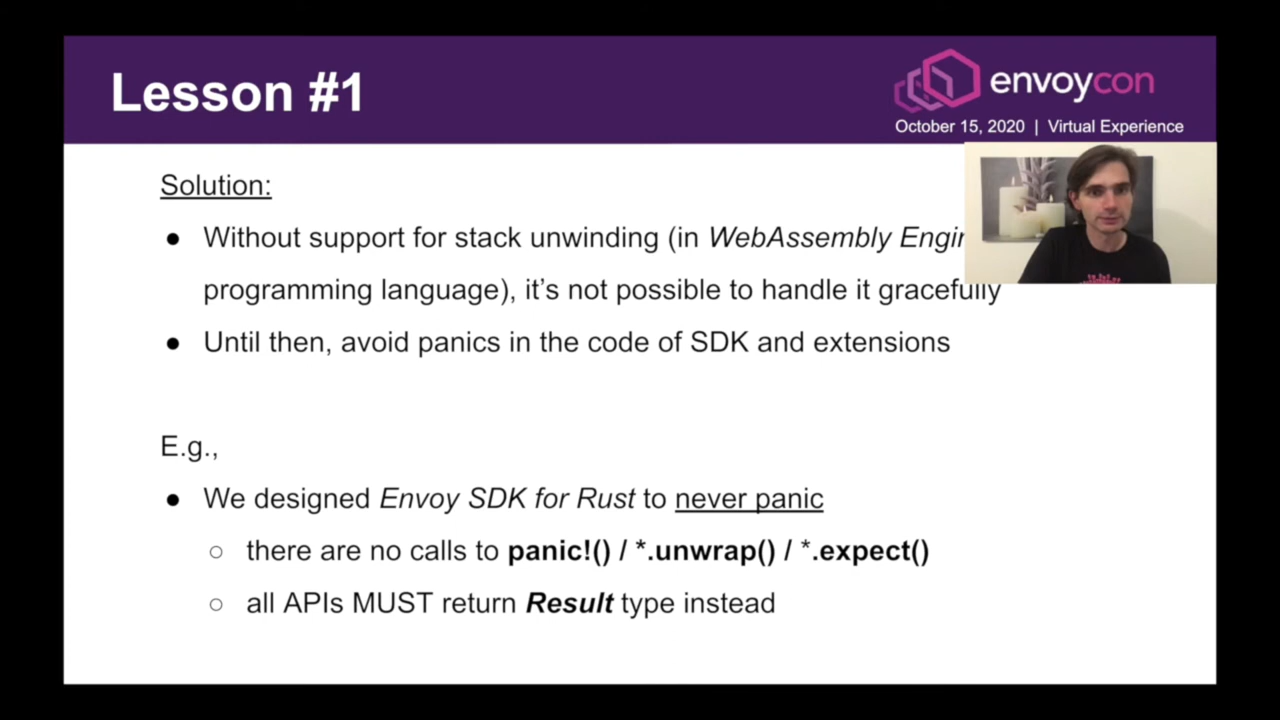 Lesson #1
envoycon
October 15, 2020 | Virtual Experience
Solution:
● Without support for stack unwinding (in WebAssembly
programming language), it's not possible to handle it gracefully
● Until then, avoid panics in the code of SDK and extensions
E.g.,
● We designed Envoy SDK for Rust to never panic
○ there are no calls to panic!() / *.unwrap() / *.expect()
○ all APIs MUST return Result type instead